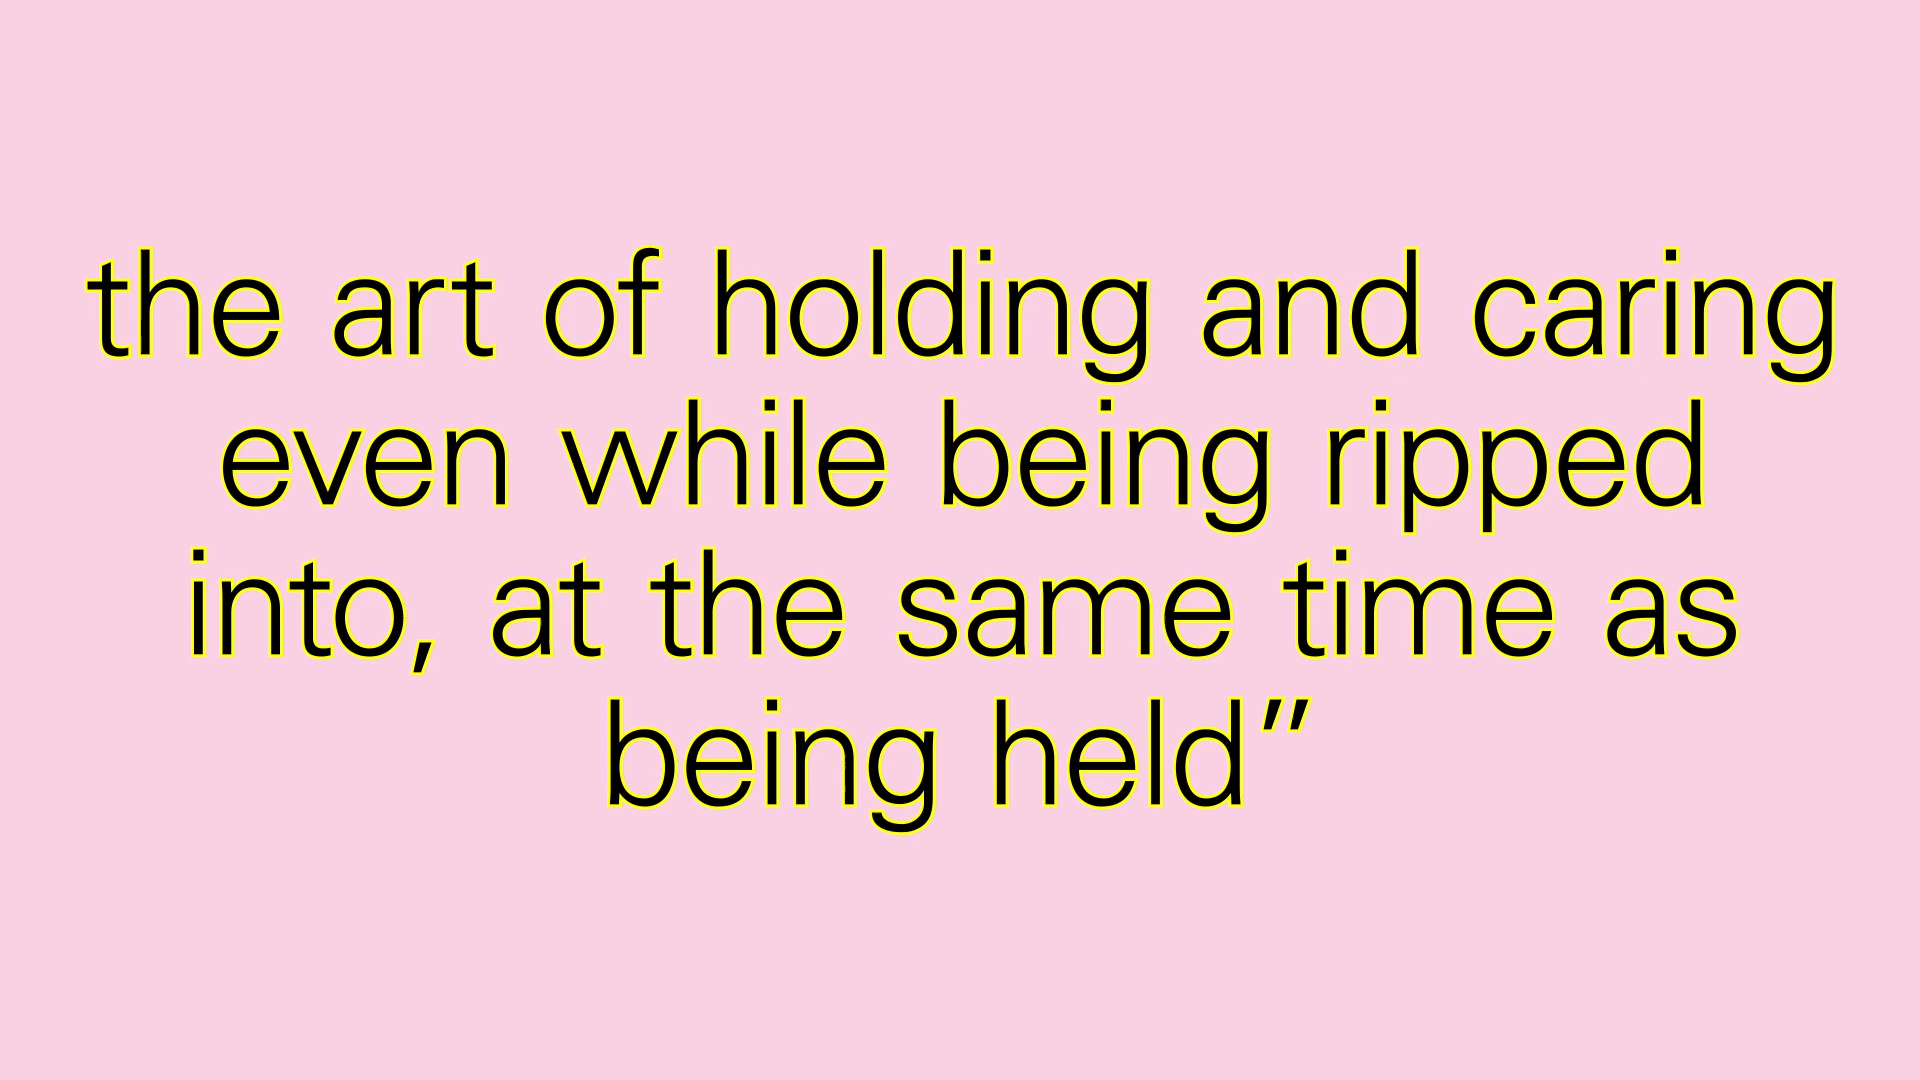 the art of holding and caring
even while being ripped
into, at the same time as
being held”